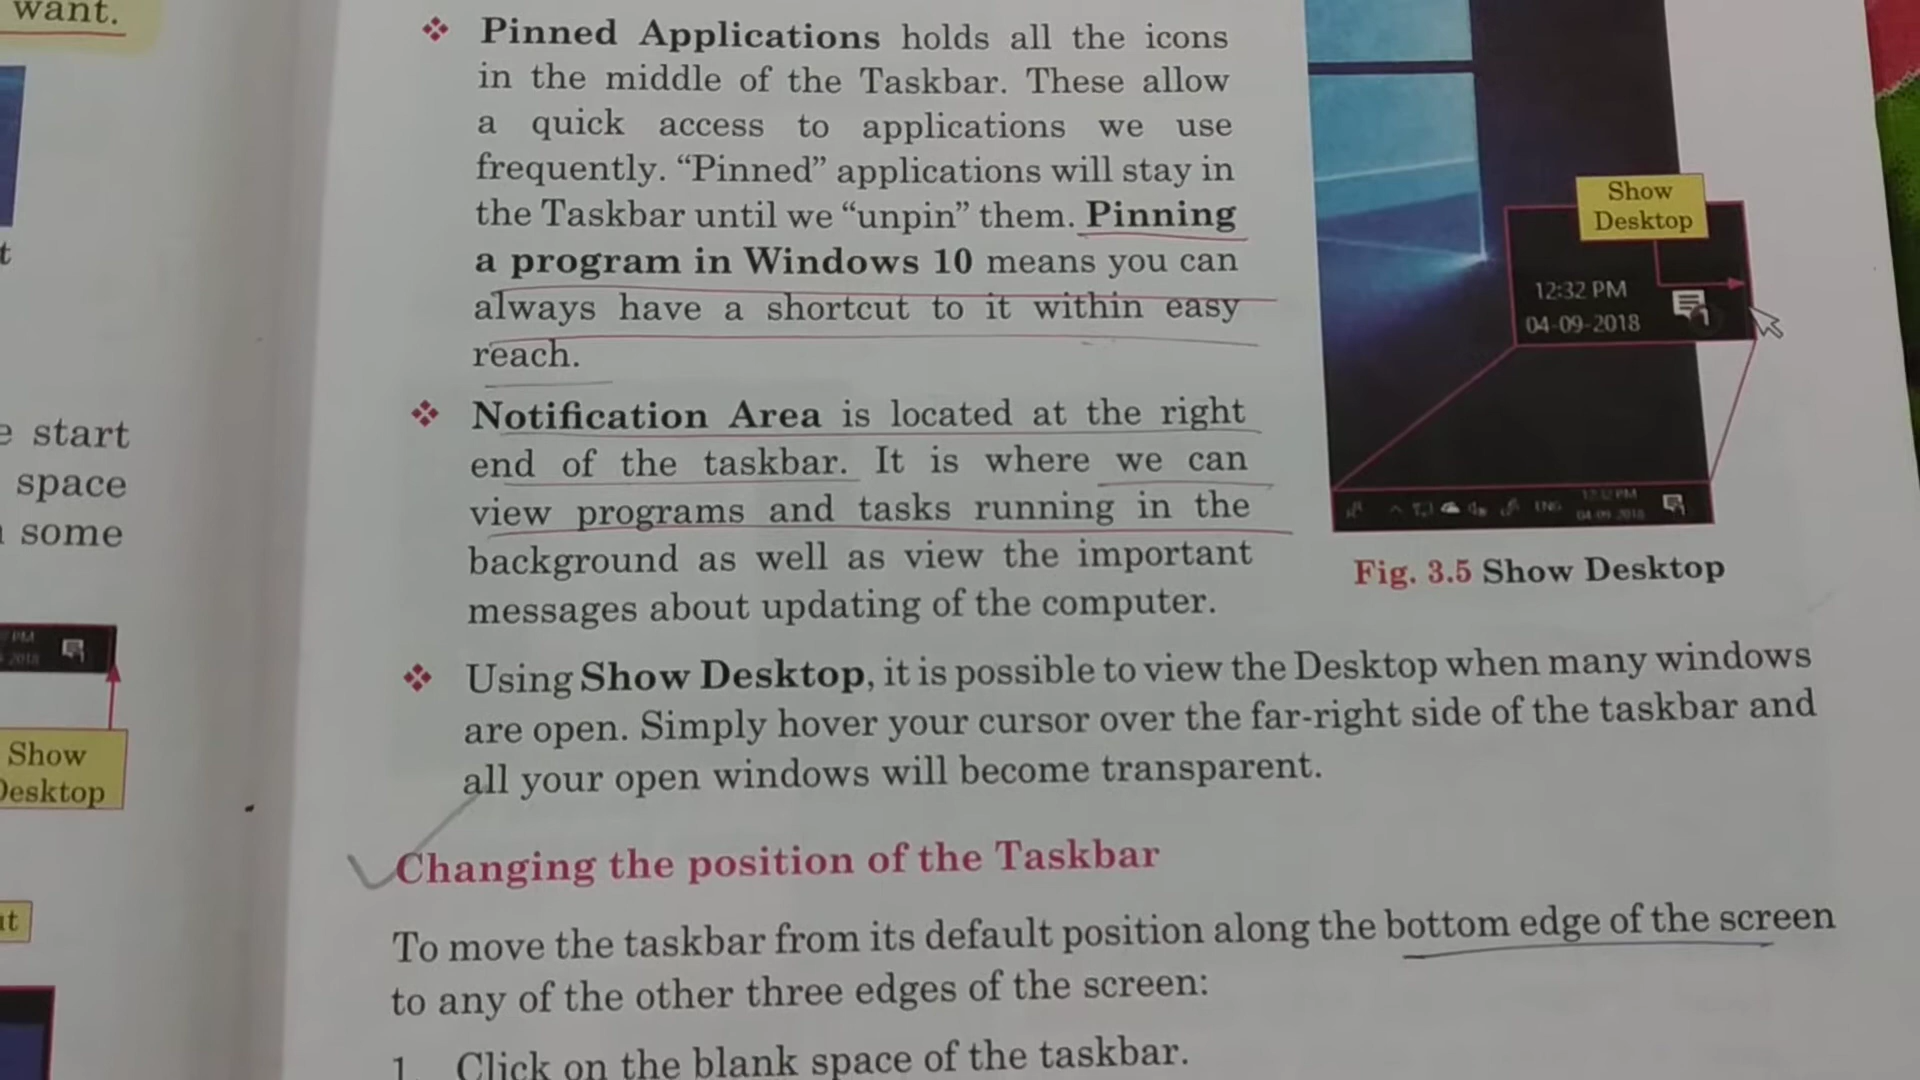 want.
t
e start
space
some
PM
2018
Show
Desktop
❖ Pinned Applications holds all the icons
in the middle of the Taskbar. These allow
a quick access to applications we use
frequently. “Pinned” applications will stay in
the Taskbar until we “unpin” them. Pinning
a program in Windows 10 means you can
always have a shortcut to it within easy
reach.
❖ Notification Area is located at the right
end of the taskbar. It is where we can
view programs and tasks running in the
background as well as view the important
messages about updating of the computer.
Show
Desktop
12:32 PM
04-09-2018
ENG
12:32 PM
04-09-2018
Fig. 3.5 Show Desktop
❖ Using Show Desktop, it is possible to view the Desktop when many windows
are open. Simply hover your cursor over the far-right side of the taskbar and
all your open windows will become transparent.
Changing the position of the Taskbar
To move the taskbar from its default position along the bottom edge of the screen
to any of the other three edges of the screen:
1. Click on the blank space of the taskbar.